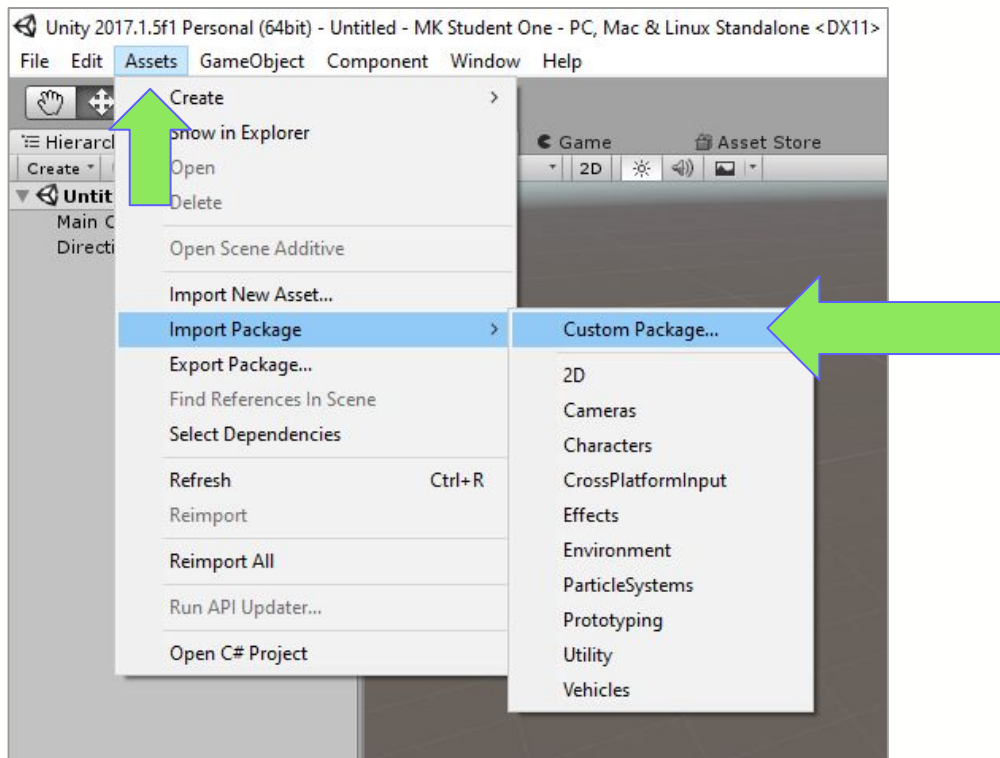 Unity 2017.1.5f1 Personal (64bit) - Untitled - MK Student One - PC, Mac & Linux Standalone <DX11>
File Edit Assets GameObject Component Window Help
Create >
Show in Explorer
Open
Delete
Open Scene Additive
Import New Asset...
Import Package >
Export Package...
Find References In Scene
Select Dependencies
Refresh Ctrl+R
Reimport
Reimport All
Run API Updater...
Open C# Project
Hierarc
Create
Untit
Main C
Directi
Game Asset Store
2D
Custom Package...
2D
Cameras
Characters
CrossPlatformInput
Effects
Environment
ParticleSystems
Prototyping
Utility
Vehicles